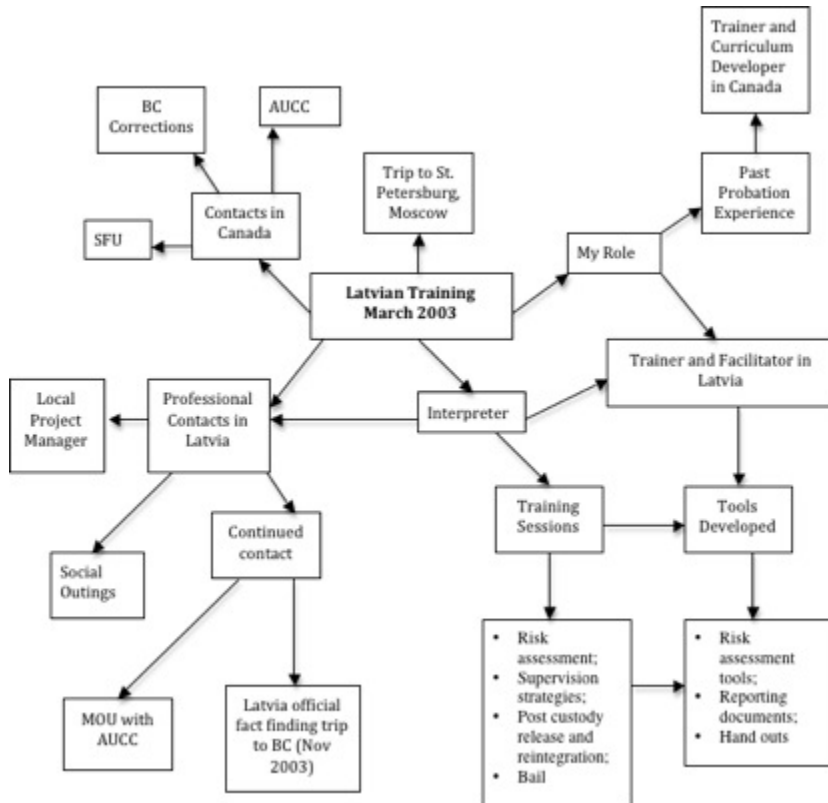 Trainer and
Curriculum
Developer
in Canada
BC
Corrections
AUCC
Trip to St.
Petersburg,
Moscow
Past
Probation
Experience
Contacts in
Canada
SFU
My Role
Latvian Training
March 2003
Trainer and Facilitator in
Latvia
Local
Project
Manager
Professional
Contacts in
Latvia
Interpreter
Training
Sessions
Tools
Developed
Continued
contact
Social
Outings
• Risk
assessment;
• Supervision
strategies;
• Post custody
release and
reintegration;
• Bail
• Risk
assessment
tools;
• Reporting
documents;
• Hand outs
MOU with
AUCC
Latvia official
fact finding trip
to BC (Nov
2003)